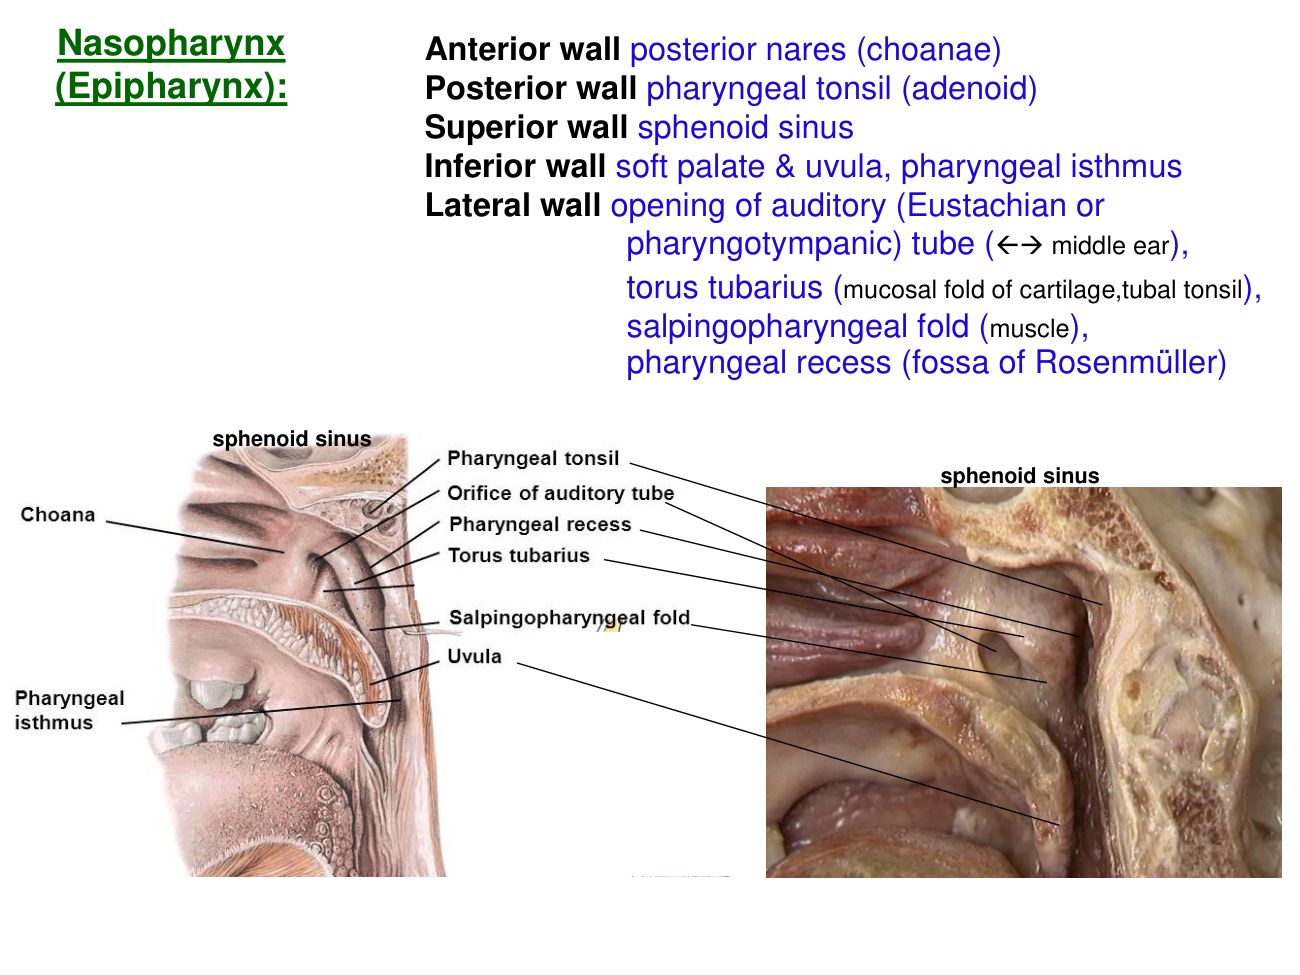 Nasopharynx
(Epipharynx):
Anterior wall posterior nares (choanae)
Posterior wall pharyngeal tonsil (adenoid)
Superior wall sphenoid sinus
Inferior wall soft palate & uvula, pharyngeal isthmus
Lateral wall opening of auditory (Eustachian or
pharyngotympanic) tube (←→ middle ear),
torus tubarius (mucosal fold of cartilage,tubal tonsil),
salpingopharyngeal fold (muscle),
pharyngeal recess (fossa of Rosenmüller)
sphenoid sinus
Choana
Pharyngeal
isthmus
Pharyngeal tonsil
Orifice of auditory tube
Pharyngeal recess
Torus tubarius
Salpingopharyngeal fold
Uvula
sphenoid sinus